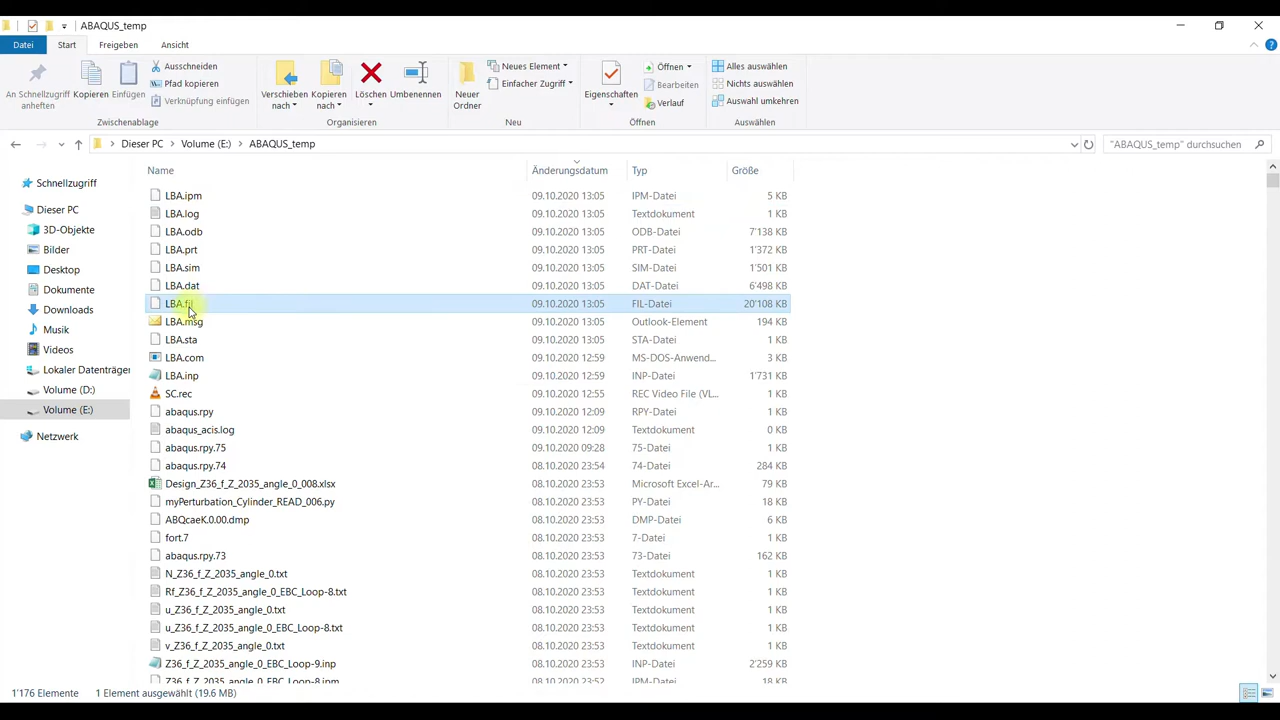 ABAQUS_temp
Datei Start Freigeben Ansicht
An Schnellzugriff anheften
Kopieren
Einfügen
Ausschneiden
Pfad kopieren
Verknüpfung einfügen
Verschieben nach
Kopieren nach
Löschen
Umbenennen
Neuer Ordner
Neues Element
Einfacher Zugriff
Eigenschaften
Öffnen
Bearbeiten
Verlauf
Alles auswählen
Nichts auswählen
Auswahl umkehren
Zwischenablage Organisieren Neu Öffnen Auswählen
Dieser PC Volume (E:) ABAQUS_temp
"ABAQUS_temp" durchsuchen
Schnellzugriff
Dieser PC
3D-Objekte
Bilder
Desktop
Dokumente
Downloads
Musik
Videos
Lokaler Datenträger
Volume (D:)
Volume (E:)
Netzwerk
Name Änderungsdatum Typ Größe
LBA.ipm 09.10.2020 13:05 IPM-Datei 5 KB
LBA.log 09.10.2020 13:05 Textdokument 1 KB
LBA.odb 09.10.2020 13:05 ODB-Datei 7'138 KB
LBA.prt 09.10.2020 13:05 PRT-Datei 1'372 KB
LBA.sim 09.10.2020 13:05 SIM-Datei 1'501 KB
LBA.dat 09.10.2020 13:05 DAT-Datei 6'498 KB
LBA.fil 09.10.2020 13:05 FIL-Datei 20'108 KB
LBA.msg 09.10.2020 13:05 Outlook-Element 194 KB
LBA.sta 09.10.2020 13:05 STA-Datei 1 KB
LBA.com 09.10.2020 12:59 MS-DOS-Anwend... 3 KB
LBA.inp 09.10.2020 12:59 INP-Datei 1'731 KB
SC.rec 09.10.2020 12:55 REC Video File (VL... 1 KB
abaqus.rpy 09.10.2020 12:09 RPY-Datei 1 KB
abaqus_acis.log 09.10.2020 12:09 Textdokument 0 KB
abaqus.rpy.75 09.10.2020 09:28 75-Datei 1 KB
abaqus.rpy.74 08.10.2020 23:54 74-Datei 284 KB
Design_Z36_f_Z_2035_angle_0_008.xlsx 08.10.2020 23:53 Microsoft Excel-Ar... 79 KB
myPerturbation_Cylinder_READ_006.py 08.10.2020 23:53 PY-Datei 18 KB
ABQcaeK.0.00.dmp 08.10.2020 23:53 DMP-Datei 6 KB
fort.7 08.10.2020 23:53 7-Datei 1 KB
abaqus.rpy.73 08.10.2020 23:53 73-Datei 162 KB
N_Z36_f_Z_2035_angle_0.txt 08.10.2020 23:53 Textdokument 1 KB
Rf_Z36_f_Z_2035_angle_0_EBC_Loop-8.txt 08.10.2020 23:53 Textdokument 1 KB
u_Z36_f_Z_2035_angle_0.txt 08.10.2020 23:53 Textdokument 1 KB
u_Z36_f_Z_2035_angle_0_EBC_Loop-8.txt 08.10.2020 23:53 Textdokument 1 KB
v_Z36_f_Z_2035_angle_0.txt 08.10.2020 23:53 Textdokument 1 KB
Z36_f_Z_2035_angle_0_EBC_Loop-9.inp 08.10.2020 23:53 INP-Datei 2'259 KB
Z36_f_Z_2035_angle_0_EBC_Loop-8.ipm 08.10.2020 23:52 IPM-Datei 18 KB
1'176 Elemente 1 Element ausgewählt (19.6 MB)